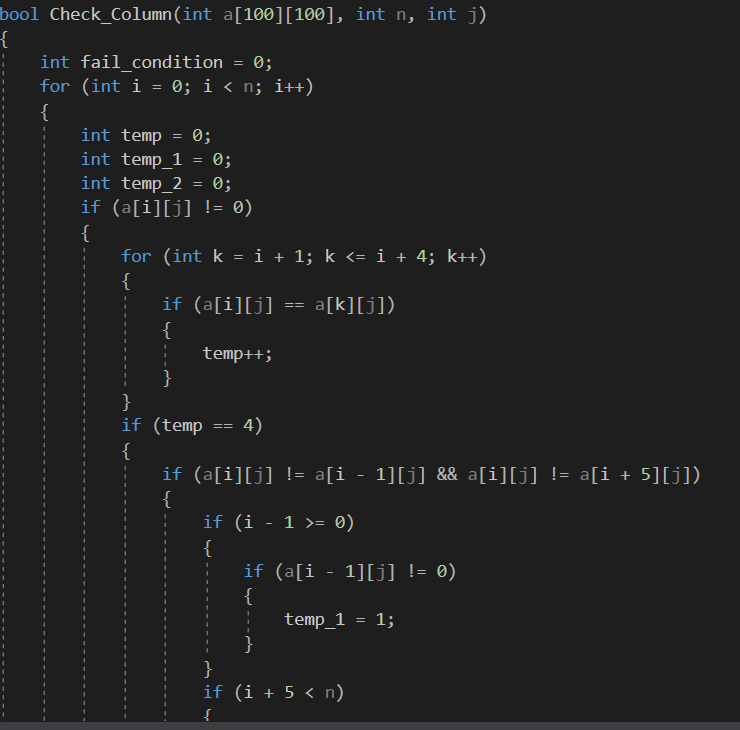 bool Check_Column(int a[100][100], int n, int j)
{
    int fail_condition = 0;
    for (int i = 0; i < n; i++)
    {
        int temp = 0;
        int temp_1 = 0;
        int temp_2 = 0;
        if (a[i][j] != 0)
        {
            for (int k = i + 1; k <= i + 4; k++)
            {
                if (a[i][j] == a[k][j])
                {
                    temp++;
                }
            }
            if (temp == 4)
            {
                if (a[i][j] != a[i - 1][j] && a[i][j] != a[i + 5][j])
                {
                    if (i - 1 >= 0)
                    {
                        if (a[i - 1][j] != 0)
                        {
                            temp_1 = 1;
                        }
                    }
                    if (i + 5 < n)
                    {